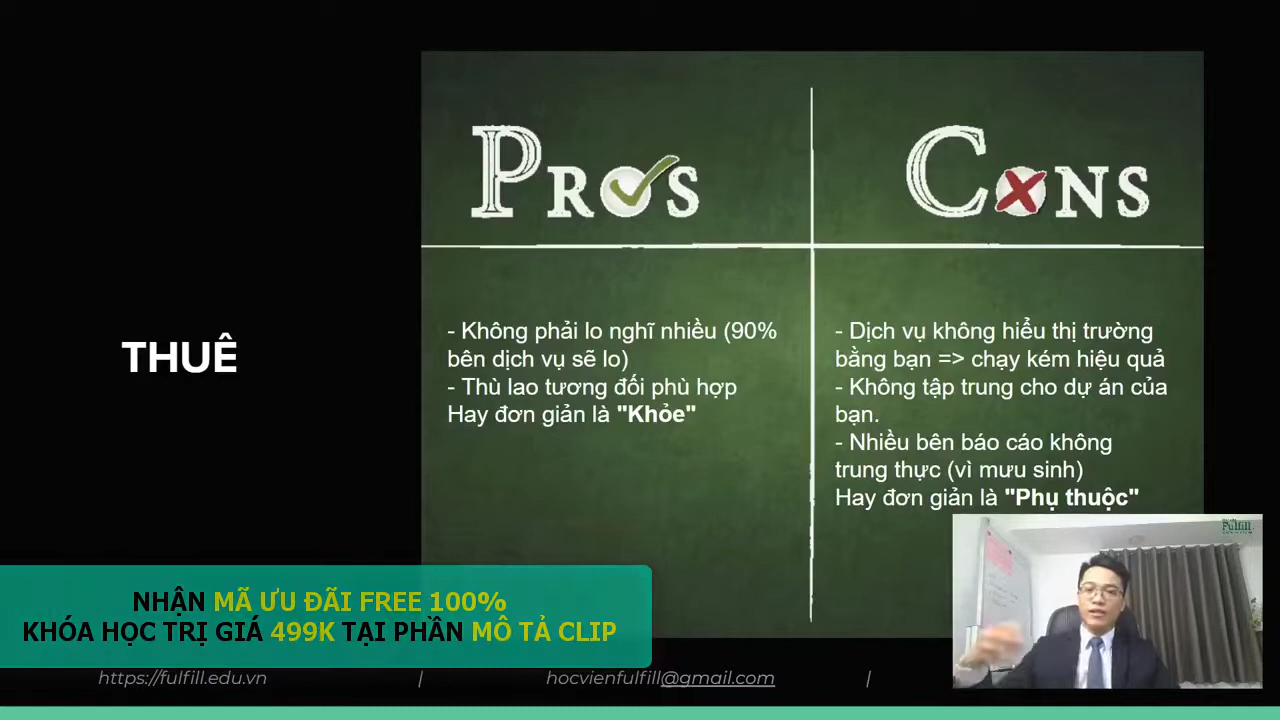 PROS
CONS
THUÊ
- Không phải lo nghĩ nhiều (90%
bên dịch vụ sẽ lo)
- Thù lao tương đối phù hợp
Hay đơn giản là "Khỏe"
- Dịch vụ không hiểu thị trường
bằng bạn => chạy kém hiệu quả
- Không tập trung cho dự án của
bạn.
- Nhiều bên báo cáo không
trung thực (vì mưu sinh)
Hay đơn giản là "Phụ thuộc"
Fulfill
NHẬN MÃ ƯU ĐÃI FREE 100%
KHÓA HỌC TRỊ GIÁ 499K TẠI PHẦN MÔ TẢ CLIP
https://fulfill.edu.vn | hocvienfulfill@gmail.com |